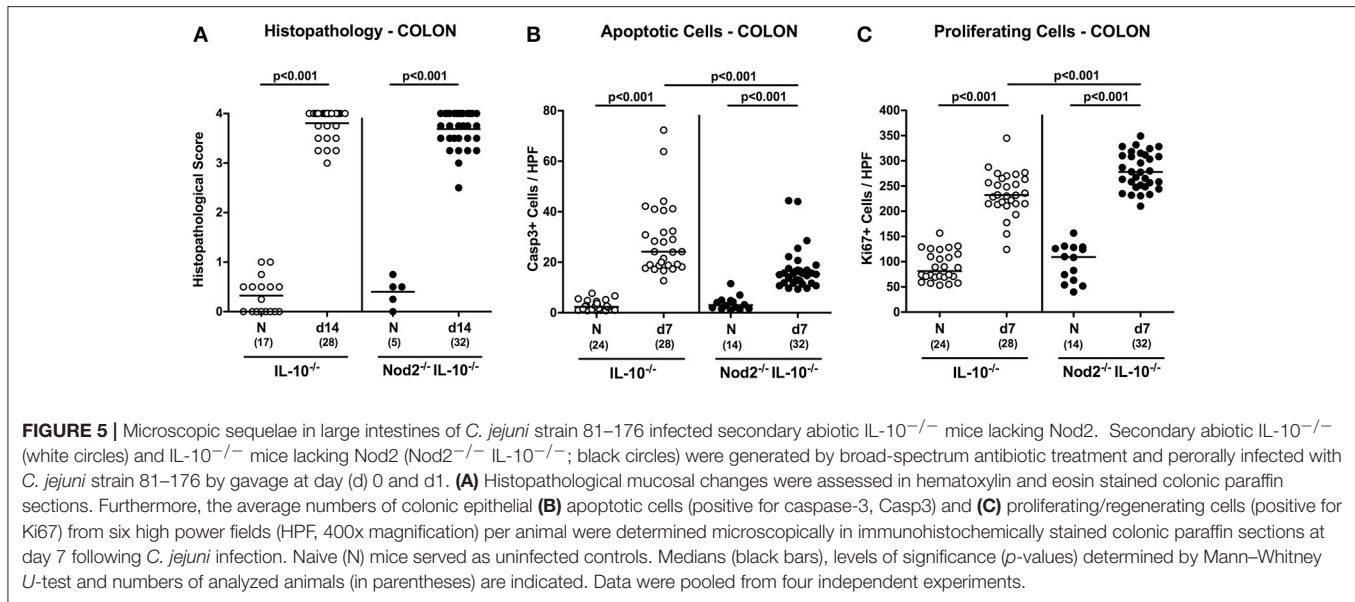 A Histopathology - COLON
p<0.001 p<0.001
Histopathological Score
4
3
2
1
0
N d14 N d14
(17) (28) (5) (32)
IL-10-/- Nod2-/- IL-10-/-
B Apoptotic Cells - COLON
p<0.001
p<0.001 p<0.001
Casp3+ Cells / HPF
80
60
40
20
0
N d7 N d7
(24) (28) (14) (32)
IL-10-/- Nod2-/- IL-10-/-
C Proliferating Cells - COLON
p<0.001
p<0.001 p<0.001
Ki67+ Cells / HPF
400
350
300
250
200
150
100
50
0
N d7 N d7
(24) (28) (14) (32)
IL-10-/- Nod2-/- IL-10-/-
FIGURE 5 | Microscopic sequelae in large intestines of C. jejuni strain 81–176 infected secondary abiotic IL-10−/− mice lacking Nod2. Secondary abiotic IL-10−/−
(white circles) and IL-10−/− mice lacking Nod2 (Nod2−/− IL-10−/−; black circles) were generated by broad-spectrum antibiotic treatment and perorally infected with
C. jejuni strain 81–176 by gavage at day (d) 0 and d1. (A) Histopathological mucosal changes were assessed in hematoxylin and eosin stained colonic paraffin
sections. Furthermore, the average numbers of colonic epithelial (B) apoptotic cells (positive for caspase-3, Casp3) and (C) proliferating/regenerating cells (positive for
Ki67) from six high power fields (HPF, 400x magnification) per animal were determined microscopically in immunohistochemically stained colonic paraffin sections at
day 7 following C. jejuni infection. Naive (N) mice served as uninfected controls. Medians (black bars), levels of significance (p-values) determined by Mann–Whitney
U-test and numbers of analyzed animals (in parentheses) are indicated. Data were pooled from four independent experiments.